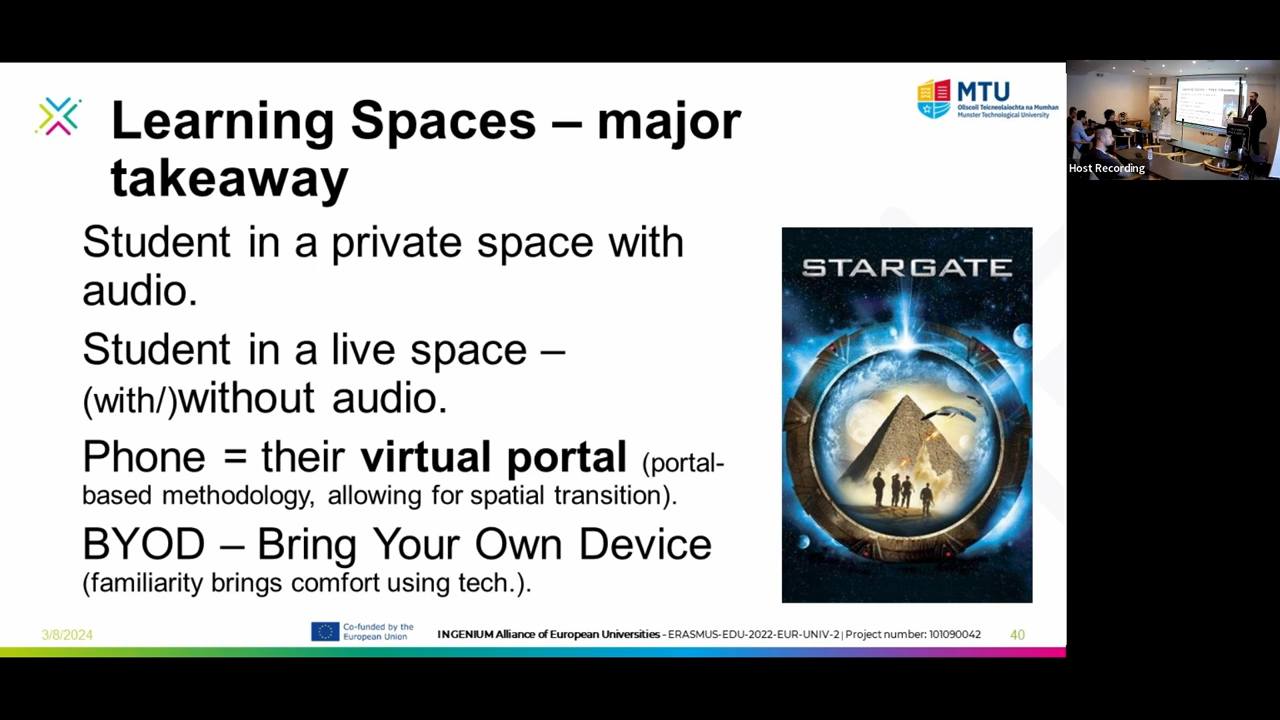 Learning Spaces – major
takeaway
MTU
Ollscoil Teicneolaíochta na Mumhan
Munster Technological University
Host Recording
Student in a private space with
audio.
Student in a live space –
(with/)without audio.
Phone = their virtual portal (portal-
based methodology, allowing for spatial transition).
BYOD – Bring Your Own Device
(familiarity brings comfort using tech.).
STARGATE
3/8/2024
Co-funded by the
European Union
INGENIUM Alliance of European Universities - ERASMUS-EDU-2022-EUR-UNIV-2 | Project number: 101090042
40